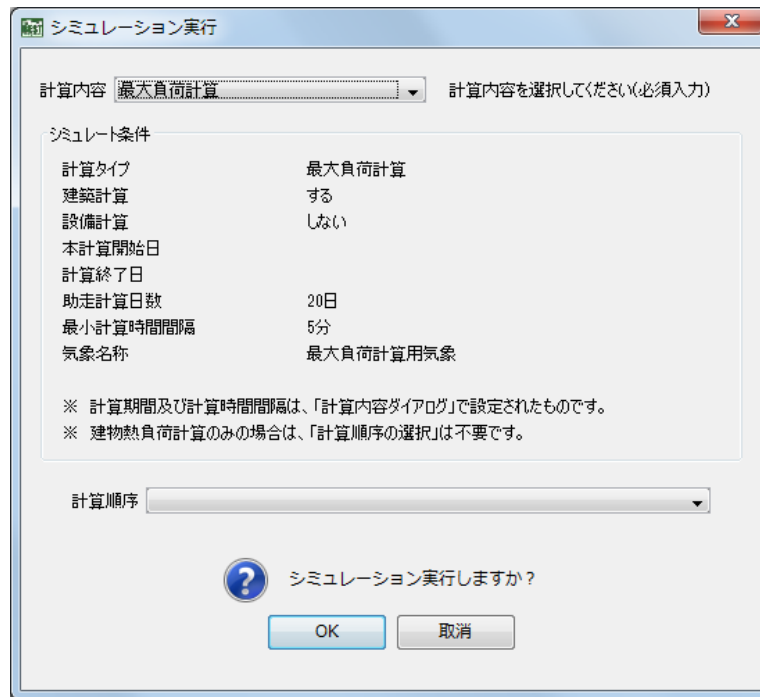 シミュレーション実行
計算内容 最大負荷計算 計算内容を選択してください(必須入力)
シミュレート条件
計算タイプ 最大負荷計算
建築計算 する
設備計算 しない
本計算開始日
計算終了日
助走計算日数 20日
最小計算時間間隔 5分
気象名称 最大負荷計算用気象
※ 計算期間及び計算時間間隔は、「計算内容ダイアログ」で設定されたものです。
※ 建物熱負荷計算のみの場合は、「計算順序の選択」は不要です。
計算順序
シミュレーション実行しますか？
OK 取消